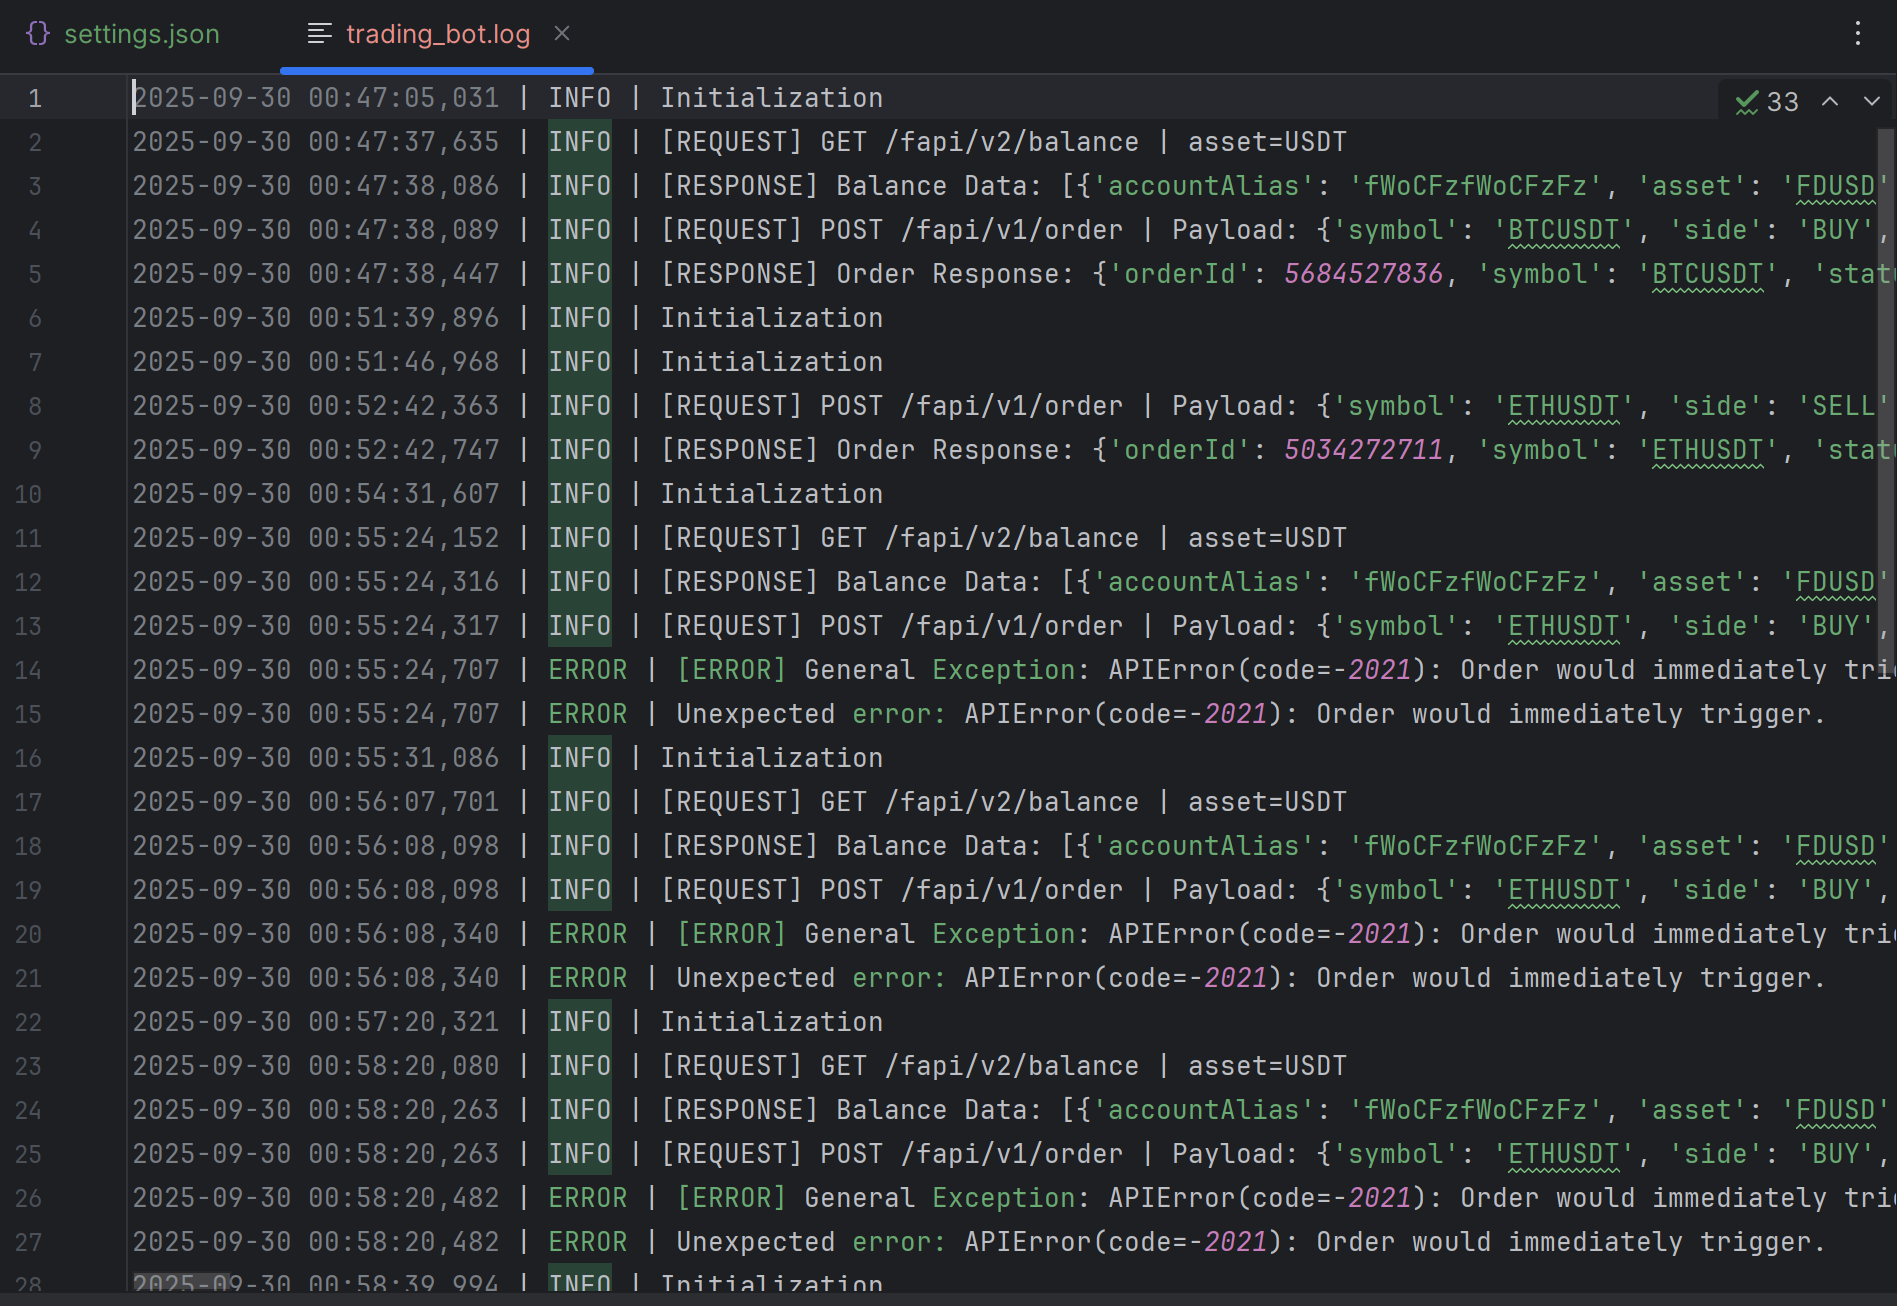 settings.json
trading_bot.log
33
1 2025-09-30 00:47:05,031 | INFO | Initialization
2 2025-09-30 00:47:37,635 | INFO | [REQUEST] GET /fapi/v2/balance | asset=USDT
3 2025-09-30 00:47:38,086 | INFO | [RESPONSE] Balance Data: [{'accountAlias': 'fWoCFzfWoCFzFz', 'asset': 'FDUSD'
4 2025-09-30 00:47:38,089 | INFO | [REQUEST] POST /fapi/v1/order | Payload: {'symbol': 'BTCUSDT', 'side': 'BUY',
5 2025-09-30 00:47:38,447 | INFO | [RESPONSE] Order Response: {'orderId': 5684527836, 'symbol': 'BTCUSDT', 'statu
6 2025-09-30 00:51:39,896 | INFO | Initialization
7 2025-09-30 00:51:46,968 | INFO | Initialization
8 2025-09-30 00:52:42,363 | INFO | [REQUEST] POST /fapi/v1/order | Payload: {'symbol': 'ETHUSDT', 'side': 'SELL'
9 2025-09-30 00:52:42,747 | INFO | [RESPONSE] Order Response: {'orderId': 5034272711, 'symbol': 'ETHUSDT', 'statu
10 2025-09-30 00:54:31,607 | INFO | Initialization
11 2025-09-30 00:55:24,152 | INFO | [REQUEST] GET /fapi/v2/balance | asset=USDT
12 2025-09-30 00:55:24,316 | INFO | [RESPONSE] Balance Data: [{'accountAlias': 'fWoCFzfWoCFzFz', 'asset': 'FDUSD'
13 2025-09-30 00:55:24,317 | INFO | [REQUEST] POST /fapi/v1/order | Payload: {'symbol': 'ETHUSDT', 'side': 'BUY',
14 2025-09-30 00:55:24,707 | ERROR | [ERROR] General Exception: APIError(code=-2021): Order would immediately trig
15 2025-09-30 00:55:24,707 | ERROR | Unexpected error: APIError(code=-2021): Order would immediately trigger.
16 2025-09-30 00:55:31,086 | INFO | Initialization
17 2025-09-30 00:56:07,701 | INFO | [REQUEST] GET /fapi/v2/balance | asset=USDT
18 2025-09-30 00:56:08,098 | INFO | [RESPONSE] Balance Data: [{'accountAlias': 'fWoCFzfWoCFzFz', 'asset': 'FDUSD'
19 2025-09-30 00:56:08,098 | INFO | [REQUEST] POST /fapi/v1/order | Payload: {'symbol': 'ETHUSDT', 'side': 'BUY',
20 2025-09-30 00:56:08,340 | ERROR | [ERROR] General Exception: APIError(code=-2021): Order would immediately trig
21 2025-09-30 00:56:08,340 | ERROR | Unexpected error: APIError(code=-2021): Order would immediately trigger.
22 2025-09-30 00:57:20,321 | INFO | Initialization
23 2025-09-30 00:58:20,080 | INFO | [REQUEST] GET /fapi/v2/balance | asset=USDT
24 2025-09-30 00:58:20,263 | INFO | [RESPONSE] Balance Data: [{'accountAlias': 'fWoCFzfWoCFzFz', 'asset': 'FDUSD'
25 2025-09-30 00:58:20,263 | INFO | [REQUEST] POST /fapi/v1/order | Payload: {'symbol': 'ETHUSDT', 'side': 'BUY',
26 2025-09-30 00:58:20,482 | ERROR | [ERROR] General Exception: APIError(code=-2021): Order would immediately trig
27 2025-09-30 00:58:20,482 | ERROR | Unexpected error: APIError(code=-2021): Order would immediately trigger.
28 2025-09-30 00:58:39,994 | INFO | Initialization